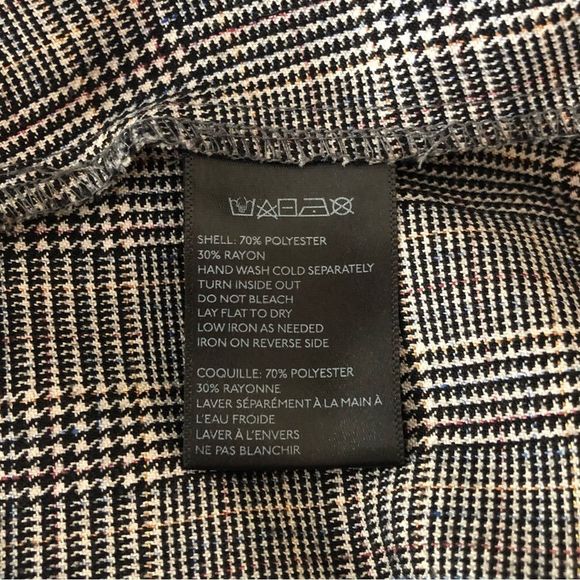 SHELL: 70% POLYESTER
30% RAYON
HAND WASH COLD SEPARATELY
TURN INSIDE OUT
DO NOT BLEACH
LAY FLAT TO DRY
LOW IRON AS NEEDED
IRON ON REVERSE SIDE
COQUILLE: 70% POLYESTER
30% RAYONNE
LAVER SÉPARÉMENT À LA MAIN À
L'EAU FROIDE
LAVER À L'ENVERS
NE PAS BLANCHIR